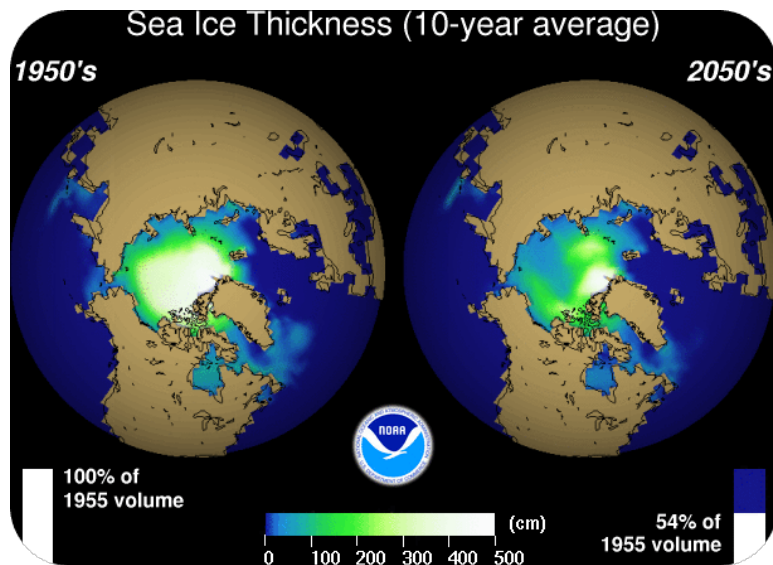 Sea Ice Thickness (10-year average)
1950's
2050's
NOAA
100% of
1955 volume
(cm)
0 100 200 300 400 500
54% of
1955 volume